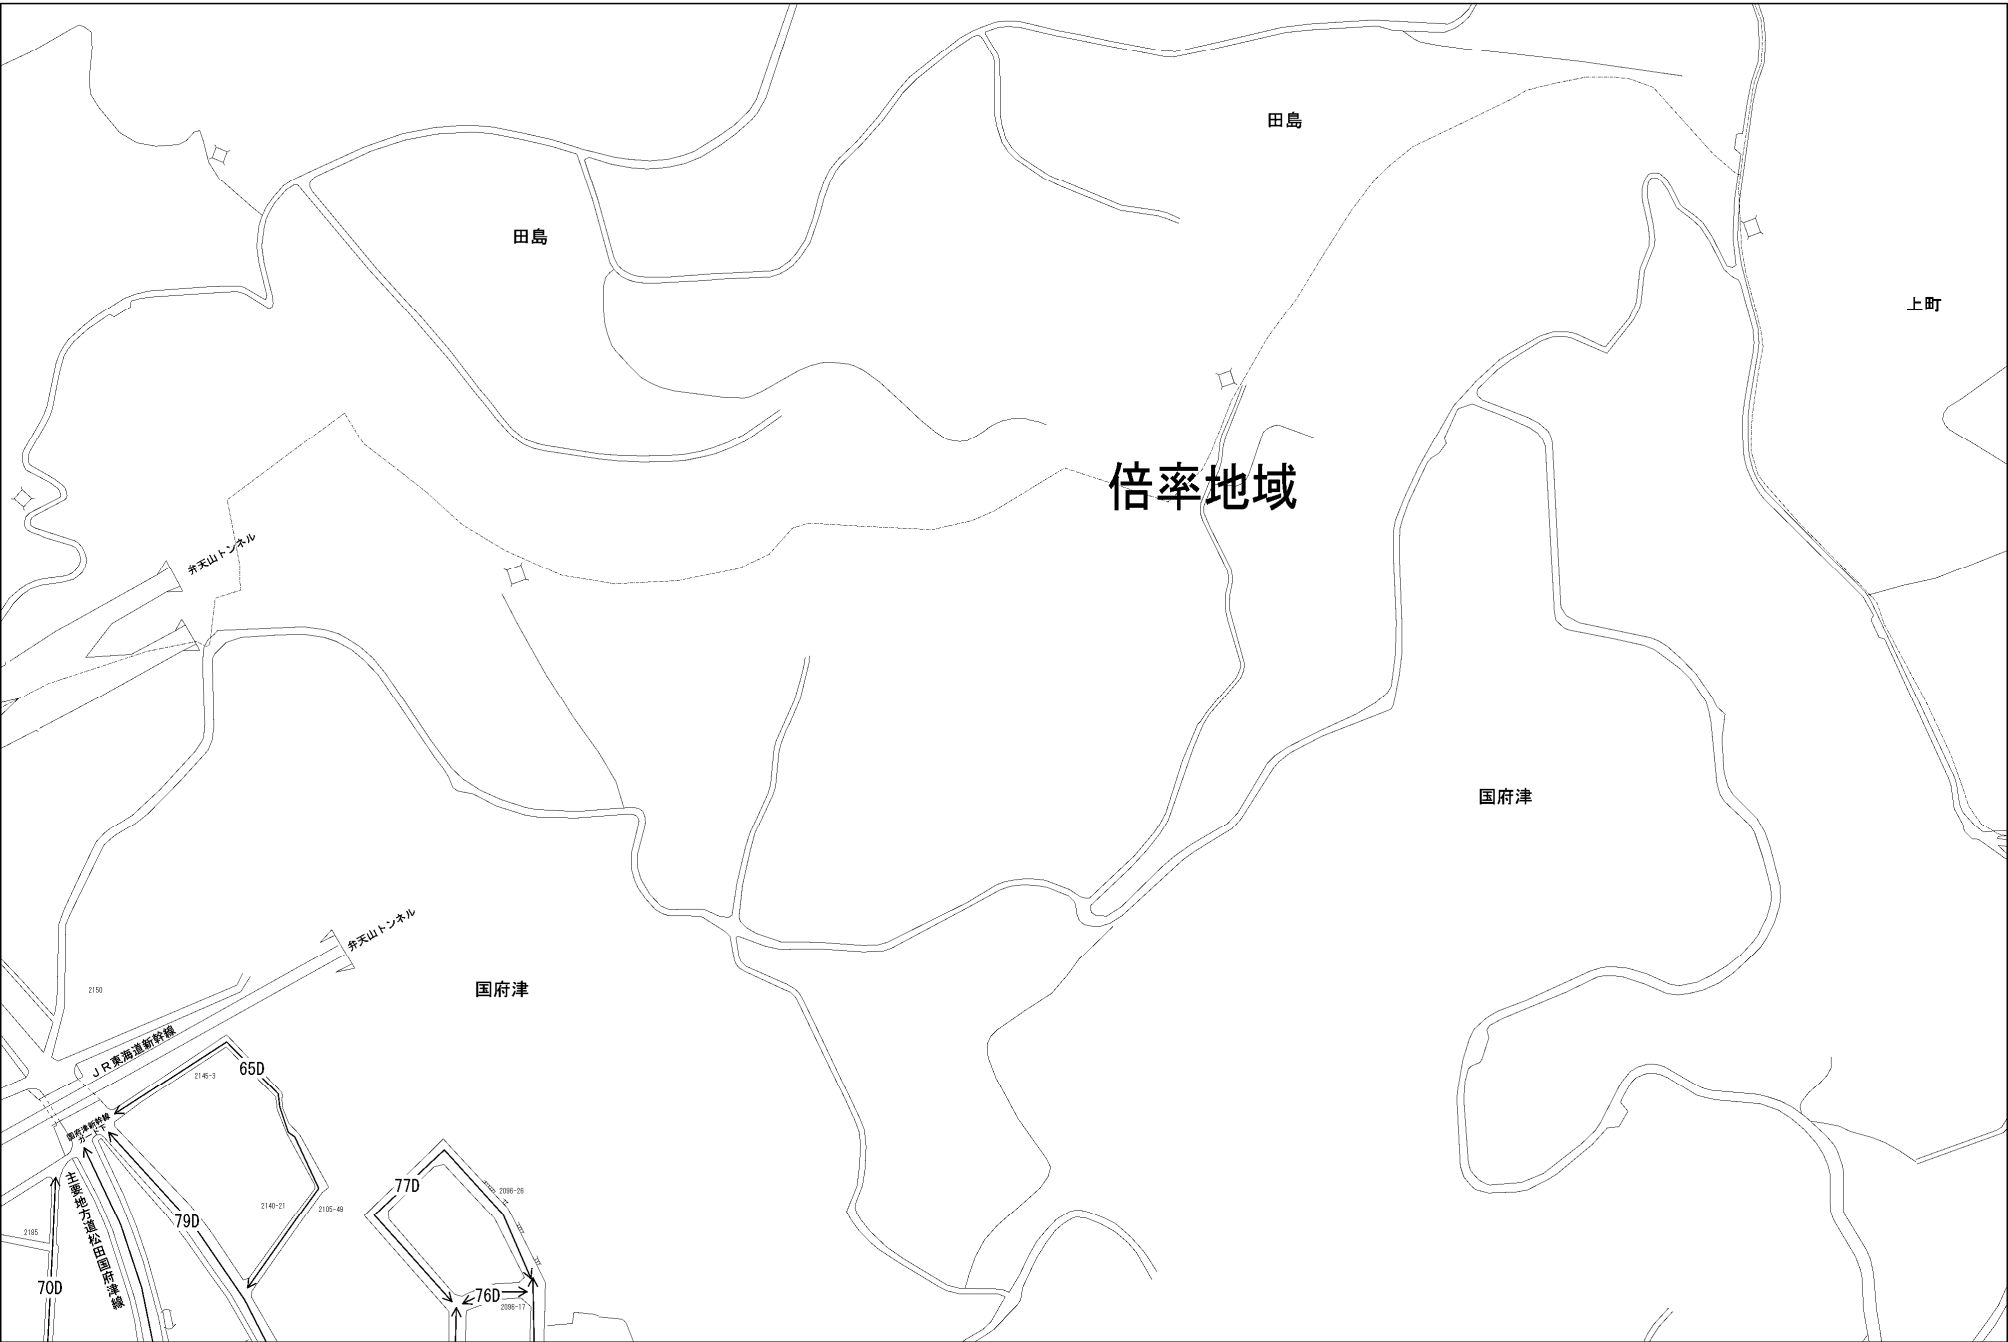 田島
田島
上町
倍率地域
弁天山トンネル
国府津
弁天山トンネル
国府津
2150
JR東海道新幹線
65D
2145-3
国府津新幹線
ガード下
主要地方道松田国府津線
77D
2096-26
2140-21
2105-49
79D
2185
70D
76D
2096-17